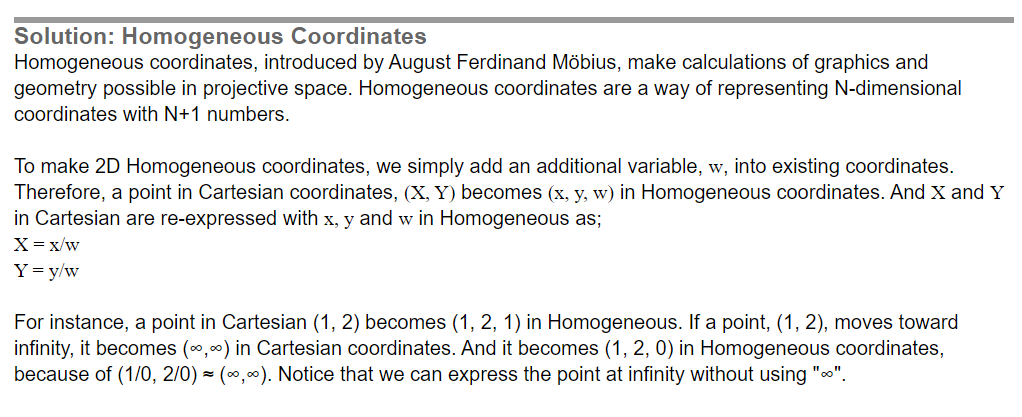 Solution: Homogeneous Coordinates
Homogeneous coordinates, introduced by August Ferdinand Möbius, make calculations of graphics and
geometry possible in projective space. Homogeneous coordinates are a way of representing N-dimensional
coordinates with N+1 numbers.
To make 2D Homogeneous coordinates, we simply add an additional variable, w, into existing coordinates.
Therefore, a point in Cartesian coordinates, (X, Y) becomes (x, y, w) in Homogeneous coordinates. And X and Y
in Cartesian are re-expressed with x, y and w in Homogeneous as;
X = x/w
Y = y/w
For instance, a point in Cartesian (1, 2) becomes (1, 2, 1) in Homogeneous. If a point, (1, 2), moves toward
infinity, it becomes (∞,∞) in Cartesian coordinates. And it becomes (1, 2, 0) in Homogeneous coordinates,
because of (1/0, 2/0) ≈ (∞,∞). Notice that we can express the point at infinity without using "∞".